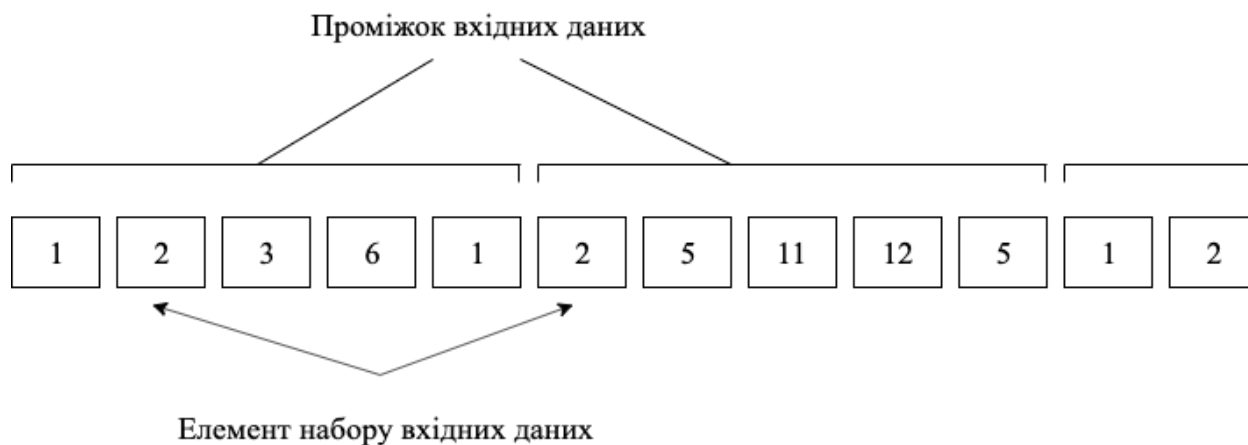 Проміжок вхідних даних
1 2 3 6 1 2 5 11 12 5 1 2
Елемент набору вхідних даних